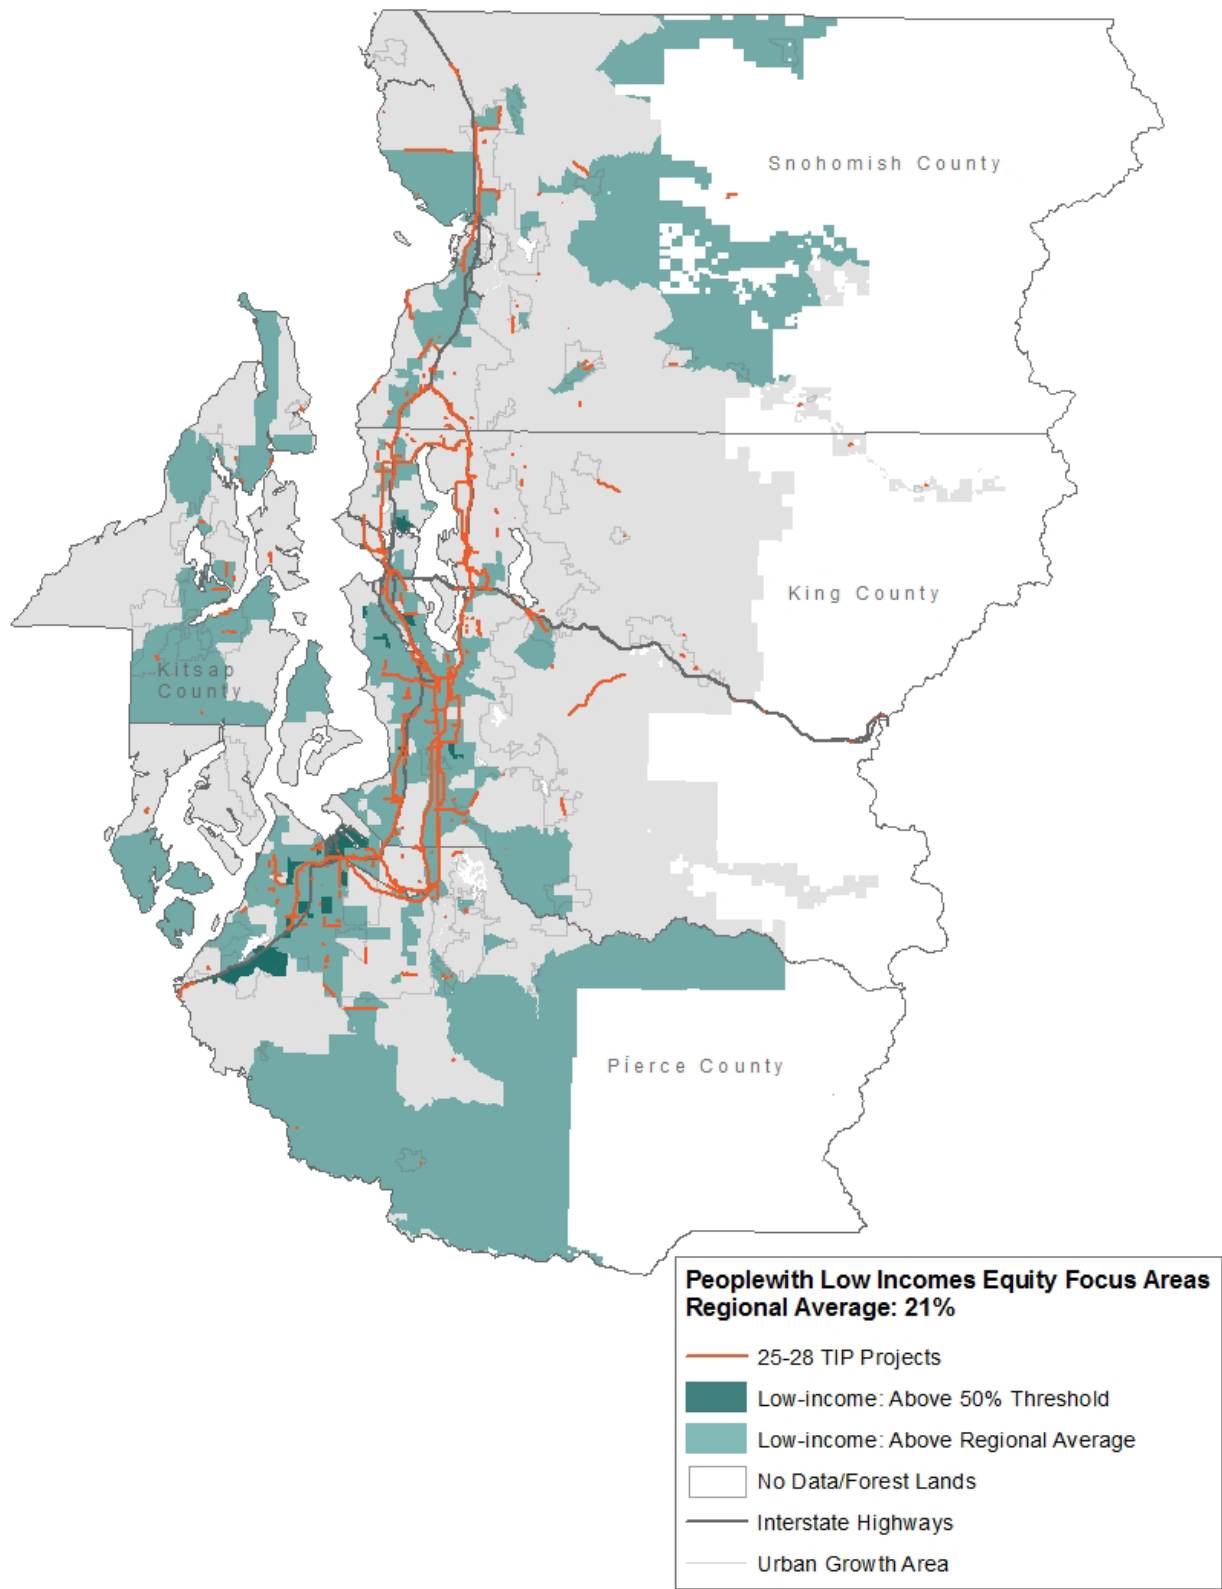 Snohomish County
King County
Kitsap
County
Pierce County
Peoplewith Low Incomes Equity Focus Areas
Regional Average: 21%
25-28 TIP Projects
Low-income: Above 50% Threshold
Low-income: Above Regional Average
No Data/Forest Lands
Interstate Highways
Urban Growth Area